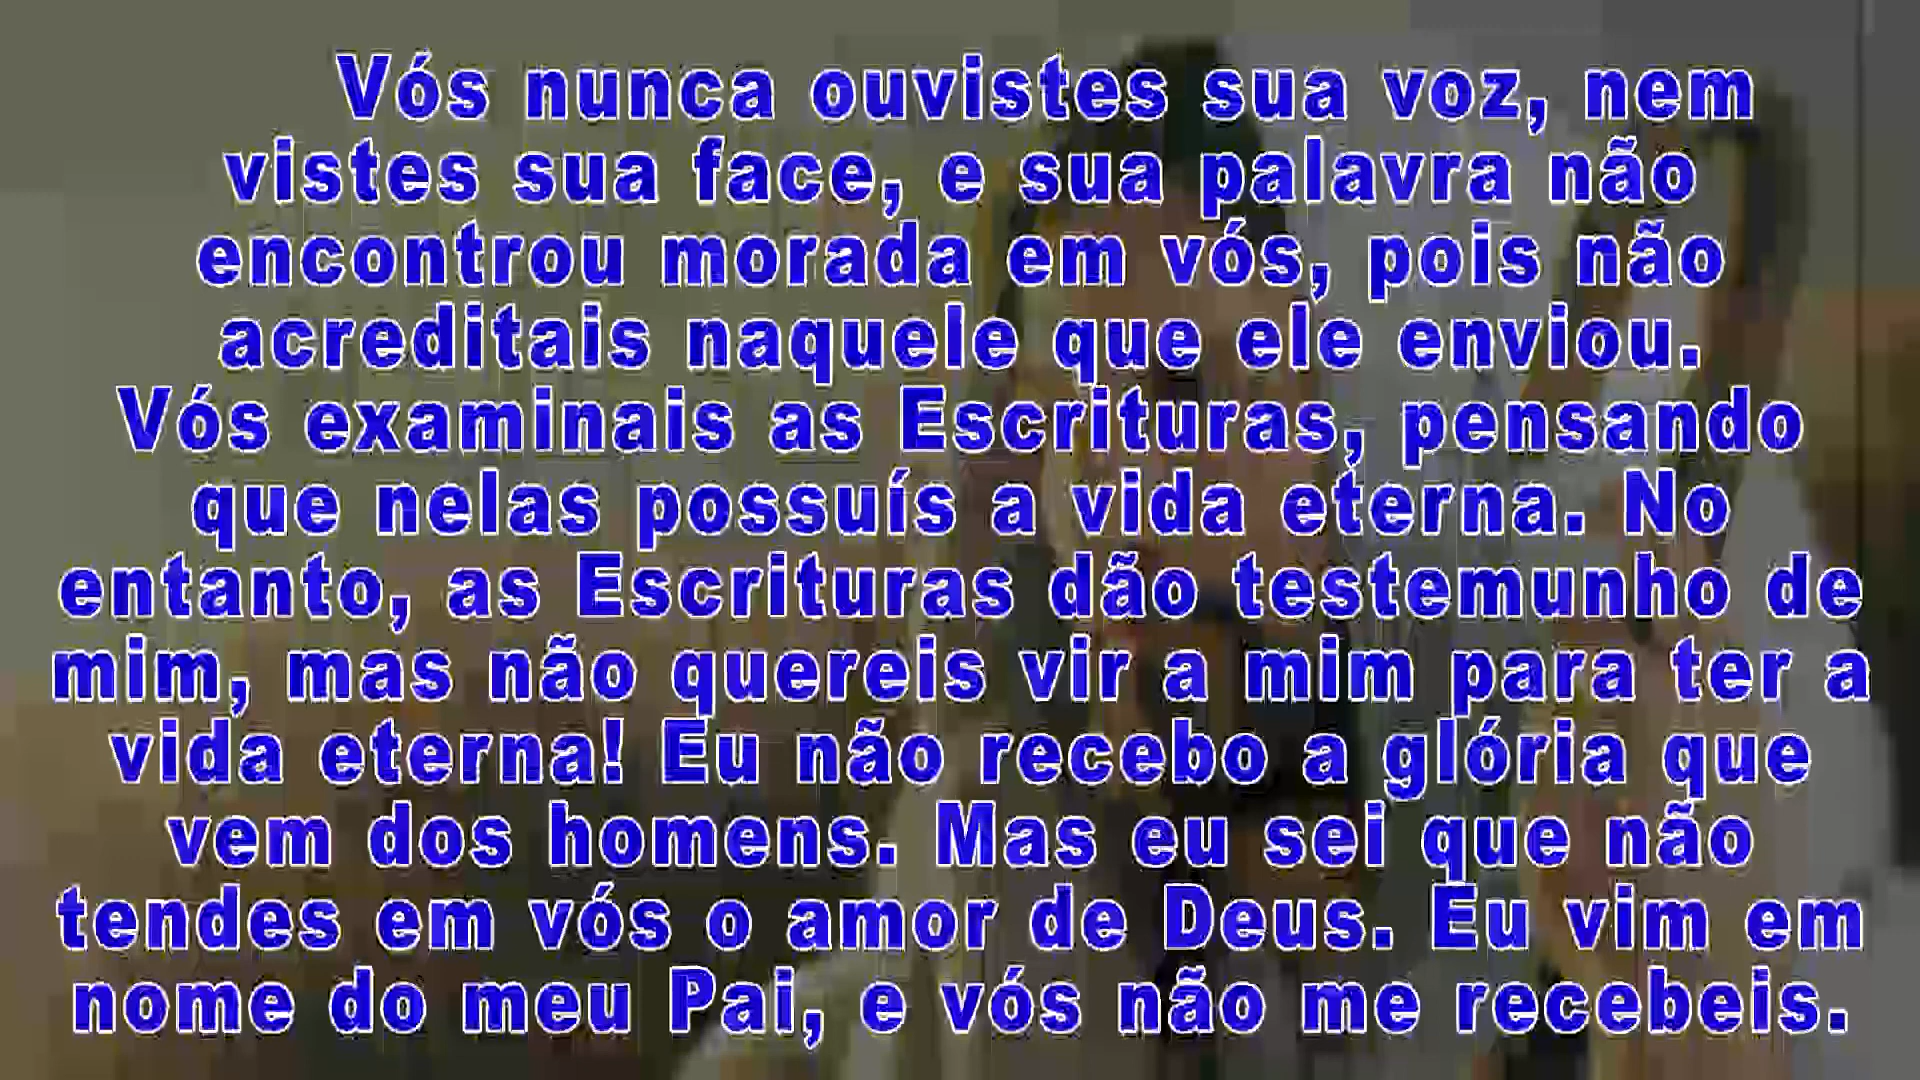 Vós nunca ouvistes sua voz, nem
vistes sua face, e sua palavra não
encontrou morada em vós, pois não
acreditais naquele que ele enviou.
Vós examinais as Escrituras, pensando
que nelas possuís a vida eterna. No
entanto, as Escrituras dão testemunho de
mim, mas não quereis vir a mim para ter a
vida eterna! Eu não recebo a glória que
vem dos homens. Mas eu sei que não
tendes em vós o amor de Deus. Eu vim em
nome do meu Pai, e vós não me recebeis.